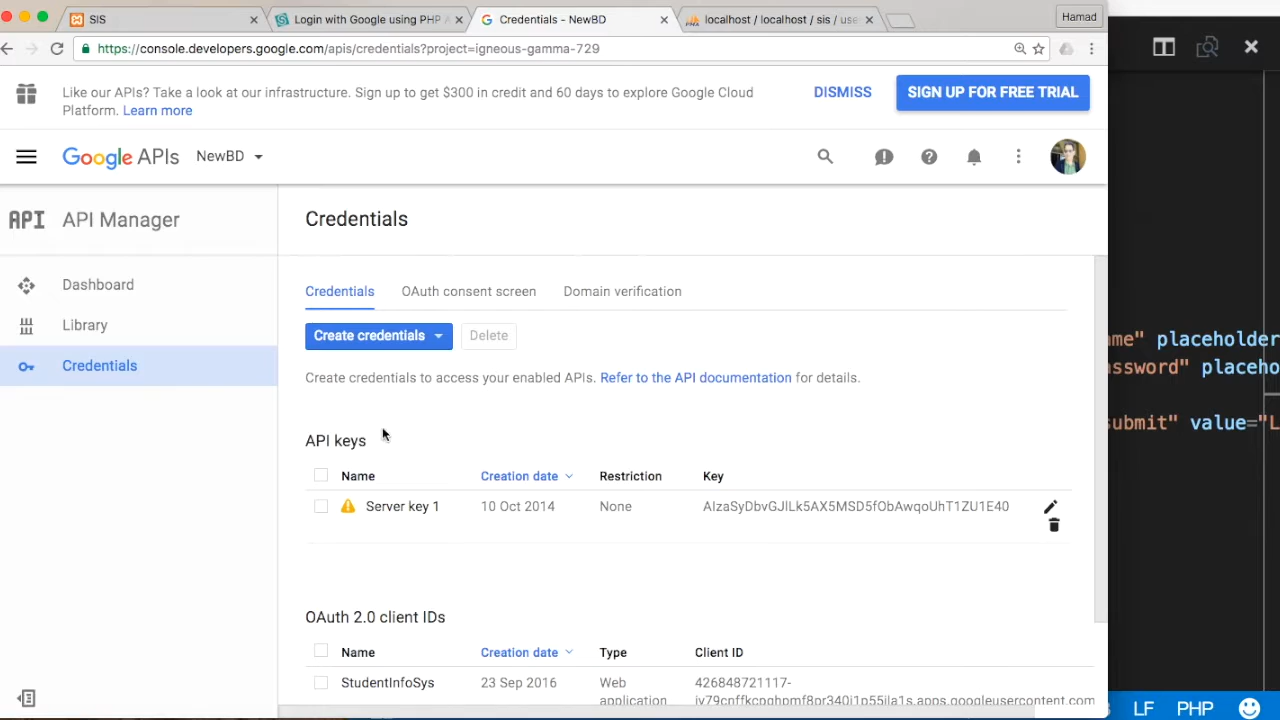 SIS
Login with Google using PHP A
Credentials - NewBD
localhost / localhost / sis / use
Hamad
https://console.developers.google.com/apis/credentials?project=igneous-gamma-729
Like our APIs? Take a look at our infrastructure. Sign up to get $300 in credit and 60 days to explore Google Cloud
Platform. Learn more
DISMISS
SIGN UP FOR FREE TRIAL
Google APIs
NewBD
API
API Manager
Credentials
Dashboard
Library
Credentials
Credentials
OAuth consent screen
Domain verification
Create credentials
Delete
Create credentials to access your enabled APIs. Refer to the API documentation for details.
API keys
Name
Creation date
Restriction
Key
Server key 1
10 Oct 2014
None
AIzaSyDbvGJlLk5AX5MSD5fObAwqoUhT1ZU1E40
OAuth 2.0 client IDs
Name
Creation date
Type
Client ID
StudentInfoSys
23 Sep 2016
Web
application
426848721117-
.apps.googleusercontent.com
me" placeholder
assword" placeho
submit" value="L
LF
PHP